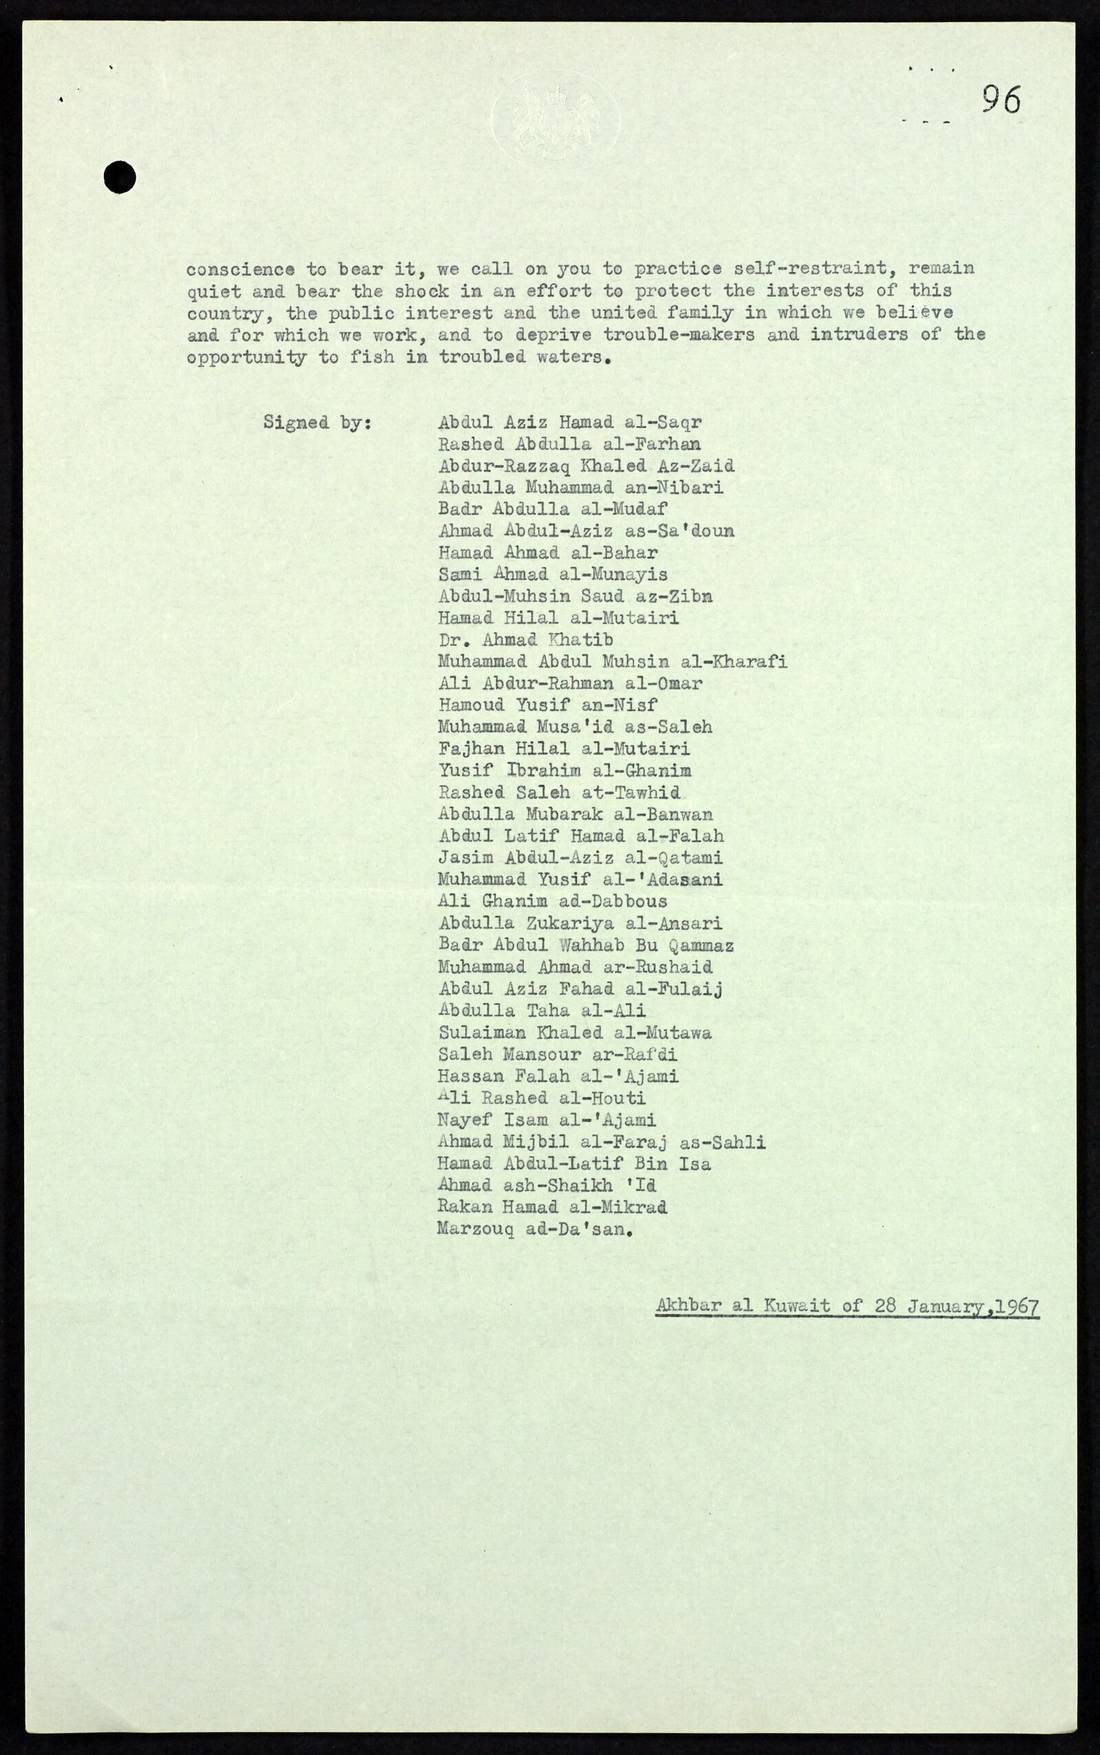 96
conscience to bear it, we call on you to practice self-restraint, remain
quiet and bear the shock in an effort to protect the interests of this
country, the public interest and the united family in which we believe
and for which we work, and to deprive trouble-makers and intruders of the
opportunity to fish in troubled waters.
Signed by: Abdul Aziz Hamad al-Saqr
Rashed Abdulla al-Farhan
Abdur-Razzaq Khaled Az-Zaid
Abdulla Muhammad an-Nibari
Badr Abdulla al-Mudaf
Ahmad Abdul-Aziz as-Sa'doun
Hamad Ahmad al-Bahar
Sami Ahmad al-Munayis
Abdul-Muhsin Saud az-Zibn
Hamad Hilal al-Mutairi
Dr. Ahmad Khatib
Muhammad Abdul Muhsin al-Kharafi
Ali Abdur-Rahman al-Omar
Hamoud Yusif an-Nisf
Muhammad Musa'id as-Saleh
Fajhan Hilal al-Mutairi
Yusif Ibrahim al-Ghanim
Rashed Saleh at-Tawhid
Abdulla Mubarak al-Banwan
Abdul Latif Hamad al-Falah
Jasim Abdul-Aziz al-Qatami
Muhammad Yusif al-'Adasani
Ali Ghanim ad-Dabbous
Abdulla Zukariya al-Ansari
Badr Abdul Wahhab Bu Qammaz
Muhammad Ahmad ar-Rushaid
Abdul Aziz Fahad al-Fulaij
Abdulla Taha al-Ali
Sulaiman Khaled al-Mutawa
Saleh Mansour ar-Rafdi
Hassan Falah al-'Ajami
Ali Rashed al-Houti
Nayef Isam al-'Ajami
Ahmad Mijbil al-Faraj as-Sahli
Hamad Abdul-Latif Bin Isa
Ahmad ash-Shaikh 'Id
Rakan Hamad al-Mikrad
Marzouq ad-Da'san.
Akhbar al Kuwait of 28 January,1967